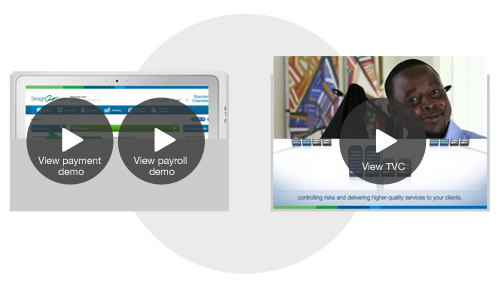 Straight2
Standard
Chartered
View payment
demo
View payroll
demo
View TVC
controlling risks and delivering higher-quality services to your clients.